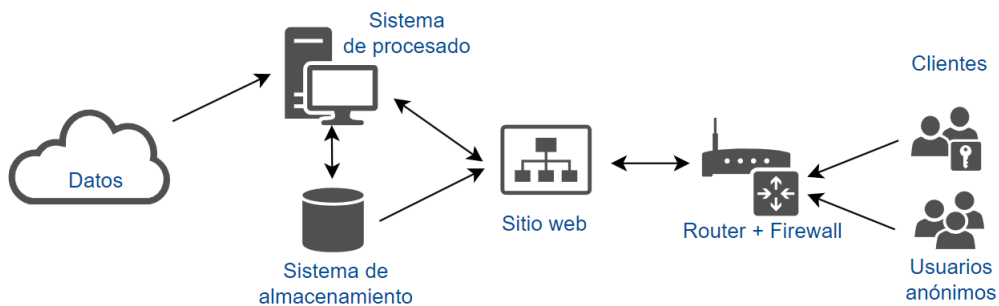 Sistema
de procesado
Clientes
Datos
Sitio web
Router + Firewall
Sistema de
almacenamiento
Usuarios
anónimos